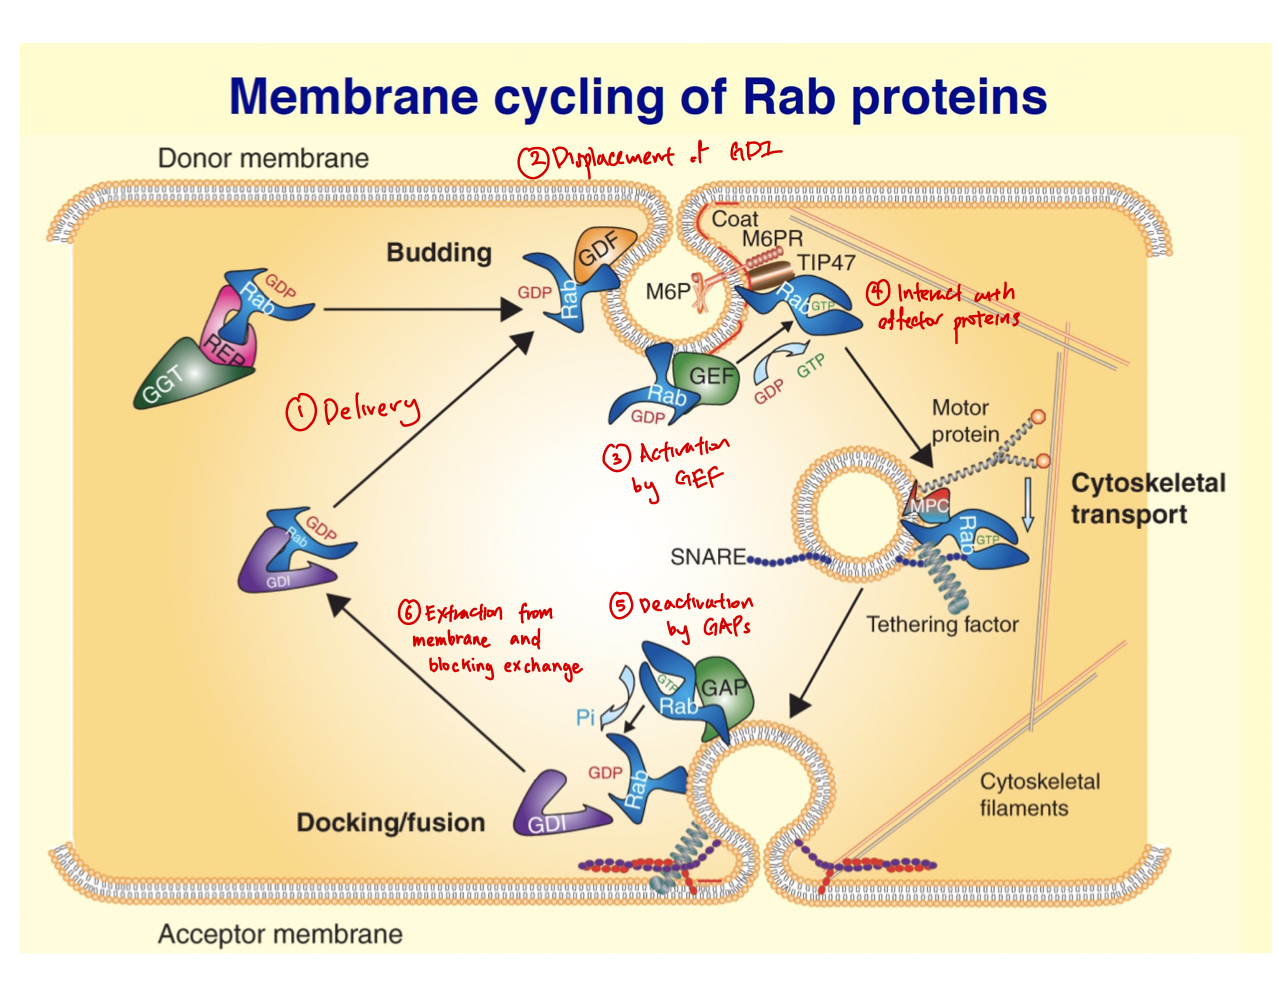 Membrane cycling of Rab proteins
Donor membrane
② Displacement of GDI
Budding
GDF
Coat
M6PR
TIP47
GDP
Rab
GDP
Rab
M6P
Rab
GTP
④ Interact with
effector proteins
REP
GGT
GEF
Rab
GDP
GDP
GTP
① Delivery
③ Activation
by GEF
Motor
protein
Cytoskeletal
transport
MPC
Rab
GTP
GDP
Rab
GDI
SNARE
Tethering factor
⑥ Extraction from
membrane and
blocking exchange
⑤ Deactivation
by GAPs
GTP
Rab
GAP
Pi
GDP
Rab
GDI
Docking/fusion
Cytoskeletal
filaments
Acceptor membrane